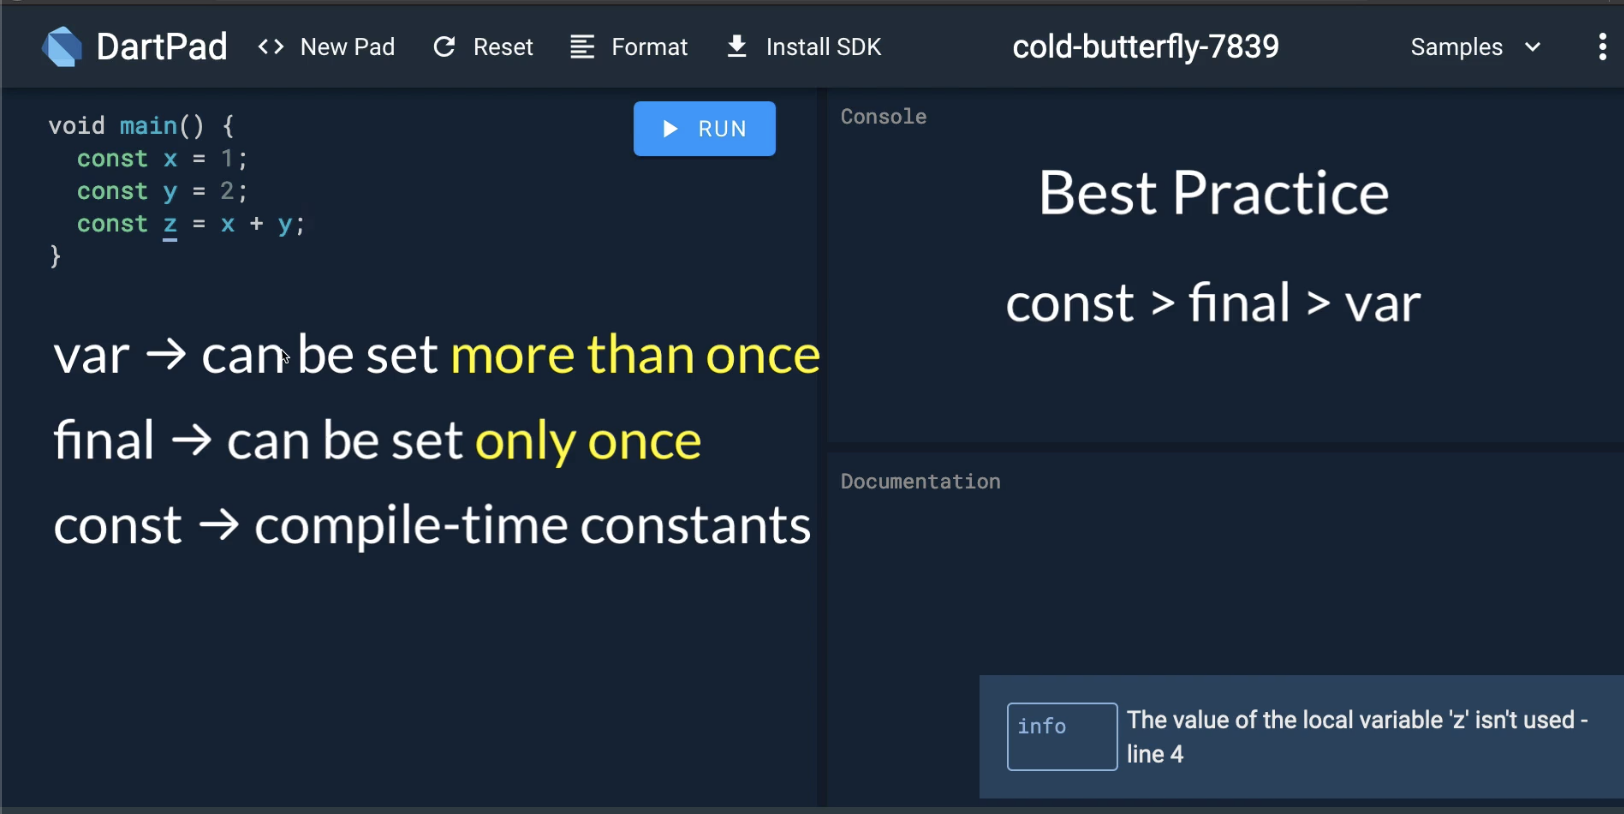 DartPad <> New Pad Reset Format Install SDK cold-butterfly-7839 Samples
void main() {
  const x = 1;
  const y = 2;
  const z = x + y;
}
RUN
var → can be set more than once
final → can be set only once
const → compile-time constants
Console
Best Practice
const > final > var
Documentation
info
The value of the local variable 'z' isn't used -
line 4